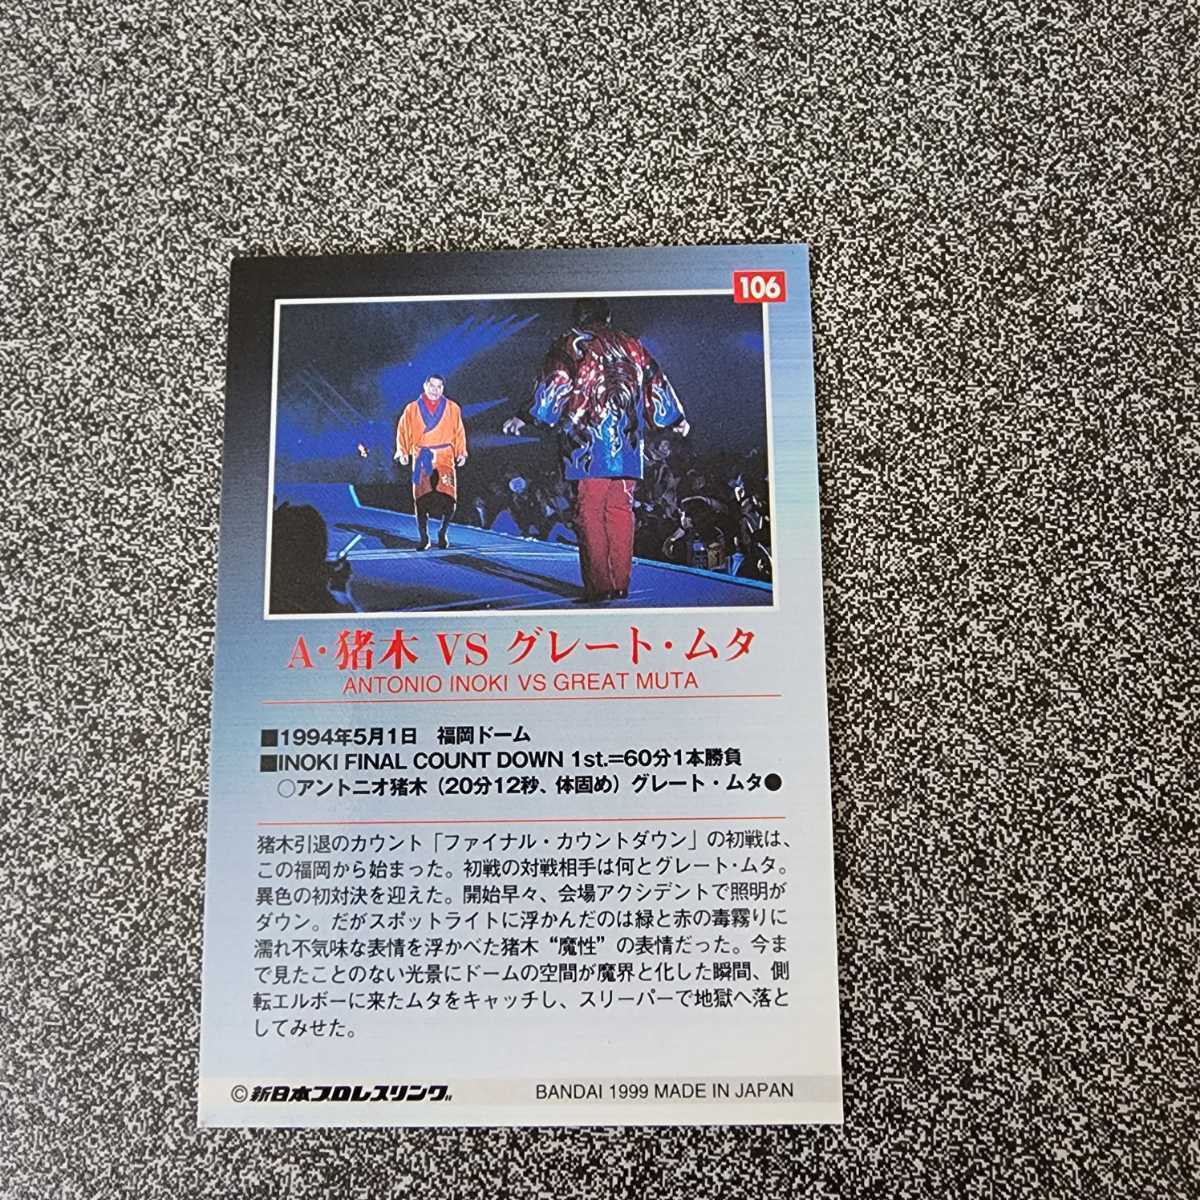 106
A・猪木 VS グレート・ムタ
ANTONIO INOKI VS GREAT MUTA
■1994年5月1日 福岡ドーム
■INOKI FINAL COUNT DOWN 1st.=60分1本勝負
○アントニオ猪木(20分12秒、体固め)グレート・ムタ●
猪木引退のカウント「ファイナル・カウントダウン」の初戦は、
この福岡から始まった。初戦の対戦相手は何とグレート・ムタ。
異色の初対決を迎えた。開始早々、会場アクシデントで照明が
ダウン。だがスポットライトに浮かんだのは緑と赤の毒霧りに
濡れ不気味な表情を浮かべた猪木“魔性”の表情だった。今ま
で見たことのない光景にドームの空間が魔界と化した瞬間、側
転エルボーに来たムタをキャッチし、スリーパーで地獄へ落と
してみせた。
©新日本プロレスリング
BANDAI 1999 MADE IN JAPAN